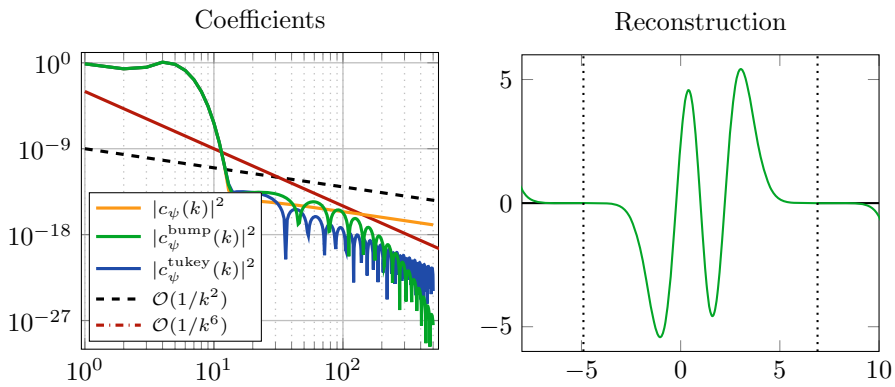 Coefficients
10^0
10^{-9}
10^{-18}
10^{-27}
10^0 10^1 10^2
|c_ψ(k)|^2
|c_ψ^{bump}(k)|^2
|c_ψ^{tukey}(k)|^2
𝒪(1/k^2)
𝒪(1/k^6)
Reconstruction
5
0
−5
−5 0 5 10